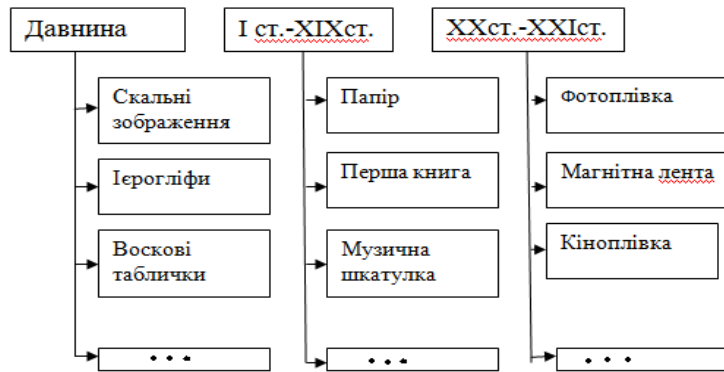 Давнина
І ст.-ХІХст.
ХХст.-ХХІст.
Скальні
зображення
Ієрогліфи
Воскові
таблички
• • •
Папір
Перша книга
Музична
шкатулка
• • •
Фотоплівка
Магнітна лента
Кіноплівка
• • •